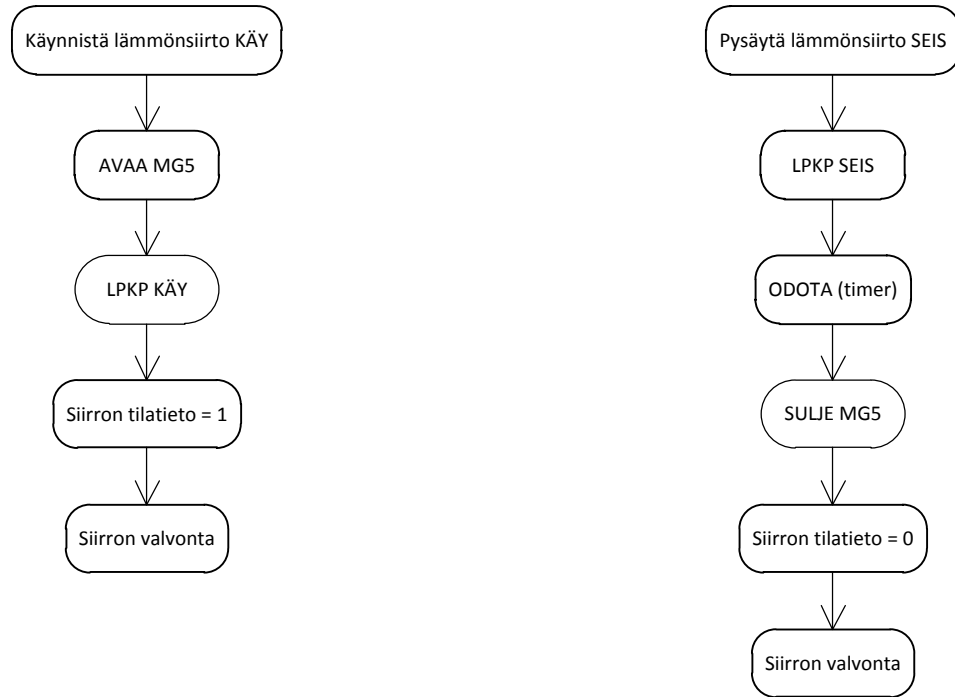 Käynnistä lämmönsiirto KÄY
AVAA MG5
LPKP KÄY
Siirron tilatieto = 1
Siirron valvonta
Pysäytä lämmönsiirto SEIS
LPKP SEIS
ODOTA (timer)
SULJE MG5
Siirron tilatieto = 0
Siirron valvonta